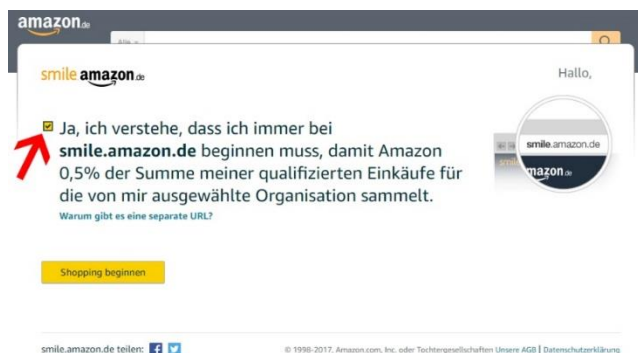 amazon.de
Alle
smile.amazon.de
Hallo,
Ja, ich verstehe, dass ich immer bei
smile.amazon.de beginnen muss, damit Amazon
0,5% der Summe meiner qualifizierten Einkäufe für
die von mir ausgewählte Organisation sammelt.
Warum gibt es eine separate URL?
smile.amazon.de
smile
mazon.de
Shopping beginnen
smile.amazon.de teilen:
© 1998-2017, Amazon.com, Inc. oder Tochtergesellschaften Unsere AGB | Datenschutzerklärung